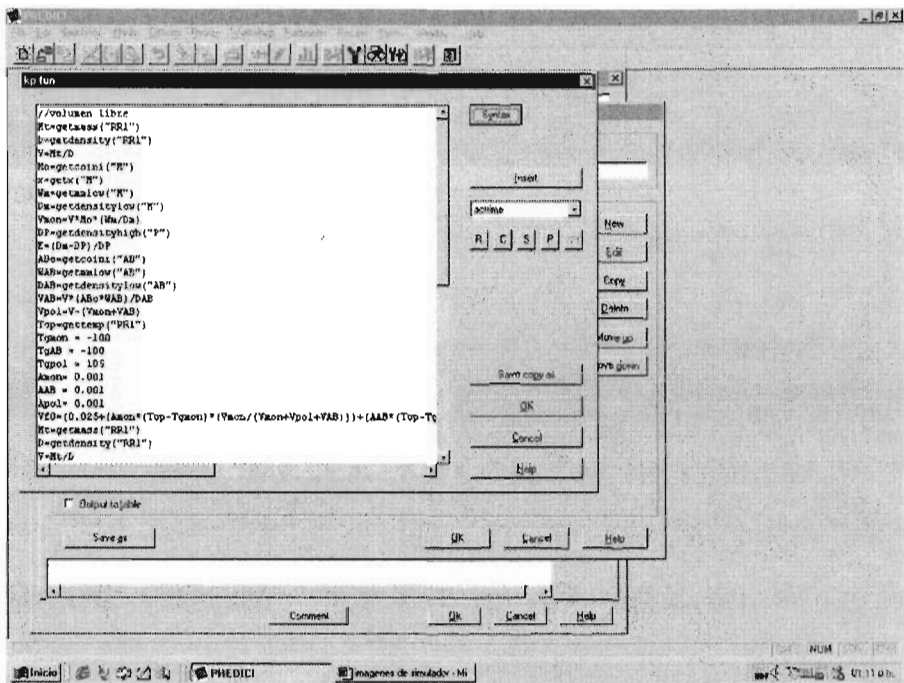 PREDICI
kp fun
//volumen libre
Mt=getmass("RR1")
D=getdensity("RR1")
V=Mt/D
Mo=getcoini("M")
x=getx("M")
Wm=getmwlow("M")
Dm=getdensitylow("M")
Vmon=V*Mo*(Wm/Dm)
DP=getdensityhigh("P")
E=(Dm-DP)/DP
ABo=getcoini("AB")
WAB=getmwlow("AB")
DAB=getdensitylow("AB")
VAB=V*(ABo*WAB)/DAB
Vpol=V-(Vmon+VAB)
Top=gettemp("RR1")
Tgmon = -100
TgAB = -100
Tgpol = 105
Amon= 0.001
AAB = 0.001
Apol= 0.001
Vf0=(0.025+(Amon*(Top-Tgmon)*(Vmon/(Vmon+Vpol+VAB)))+(AAB*(Top-Tg
Mt=getmass("RR1")
D=getdensity("RR1")
V=Mt/D
Syntax
Insert
actime
R C S P
Save copy as
OK
Cancel
Help
New
Edit
Copy
Delete
Move up
ove down
Output to table
Save as
OK Cancel Help
Comment Ok Cancel Help
NUM
Inicio PREDICI imagenes de simulador - Mi 01:11 p.m.